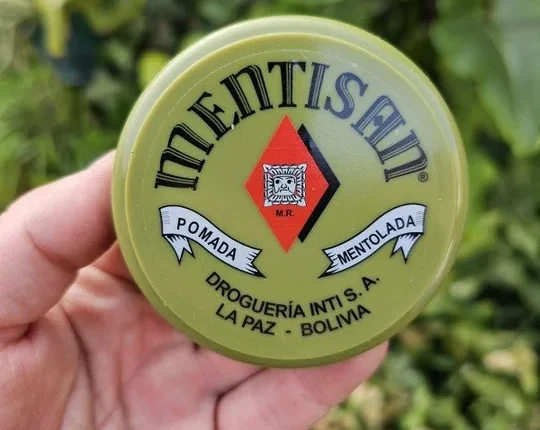 MENTISAN®
M.R.
POMADA
MENTOLADA
DROGUERÍA INTI S.A.
LA PAZ - BOLIVIA